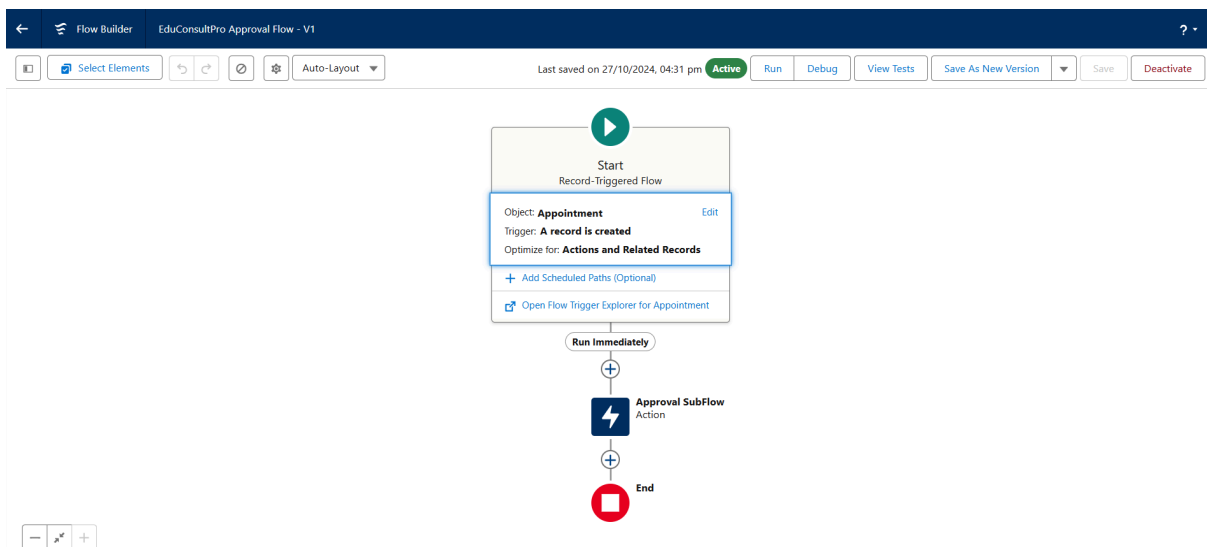 Flow Builder EduConsultPro Approval Flow - V1 ?
Select Elements Auto-Layout Last saved on 27/10/2024, 04:31 pm Active Run Debug View Tests Save As New Version Save Deactivate
Start
Record-Triggered Flow
Object: Appointment Edit
Trigger: A record is created
Optimize for: Actions and Related Records
+ Add Scheduled Paths (Optional)
Open Flow Trigger Explorer for Appointment
Run Immediately
Approval SubFlow
Action
End